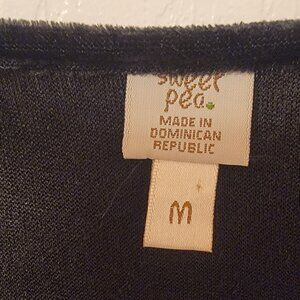 sweet
pea.
MADE IN
DOMINICAN
REPUBLIC
M